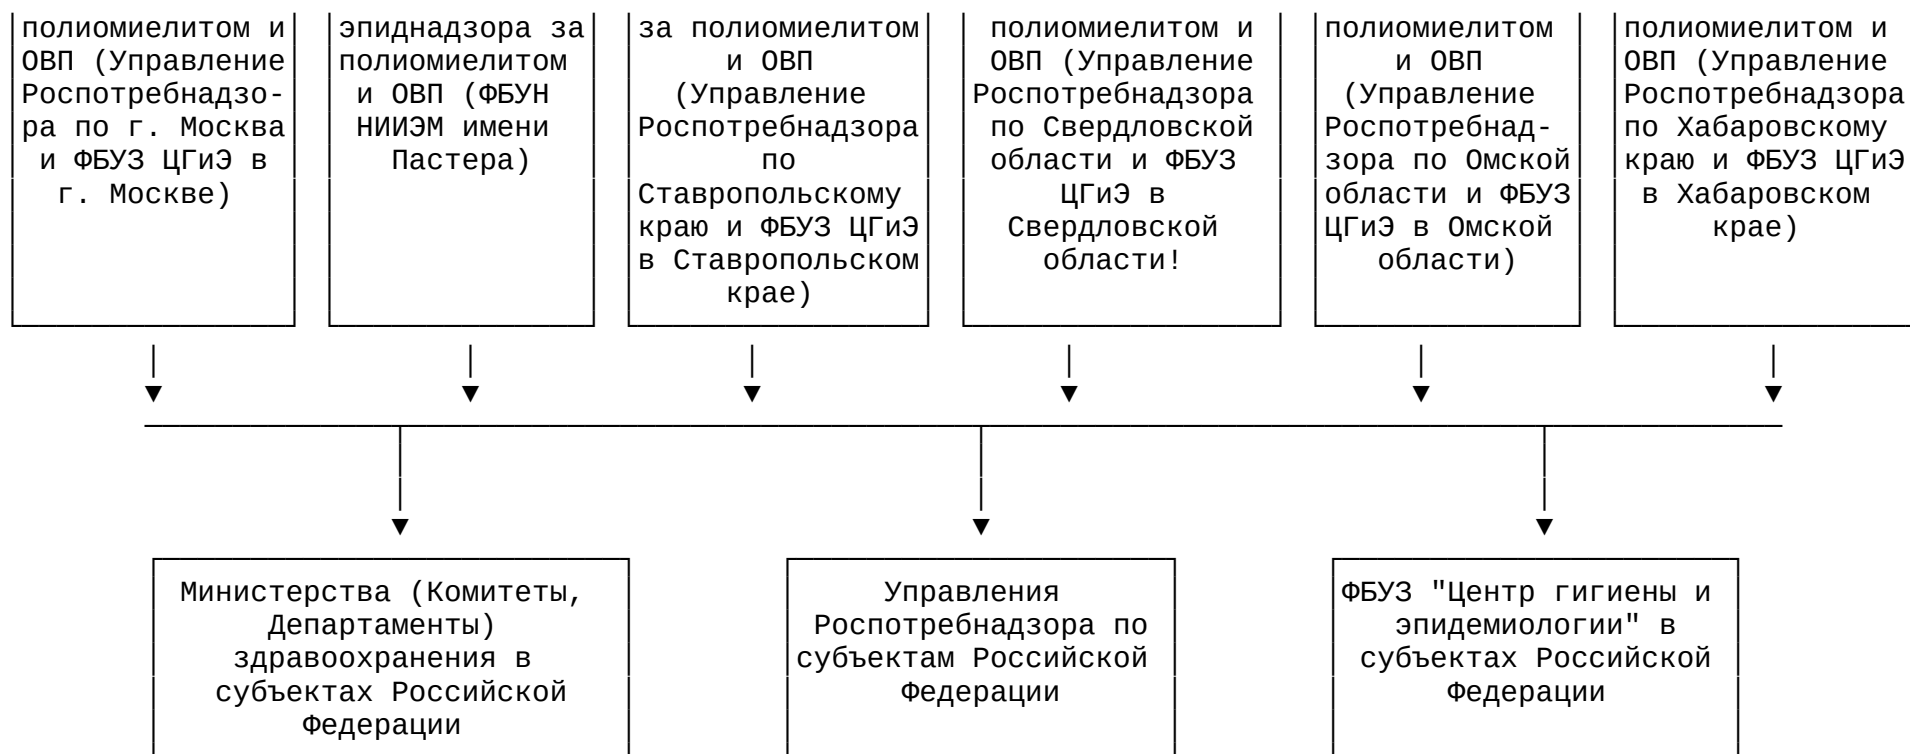 полиомиелитом и
ОВП (Управление
Роспотребнадзо-
ра по г. Москва
и ФБУЗ ЦГиЭ в
г. Москве)
эпиднадзора за
полиомиелитом
и ОВП (ФБУН
НИИЭМ имени
Пастера)
за полиомиелитом
и ОВП
(Управление
Роспотребнадзора
по
Ставропольскому
краю и ФБУЗ ЦГиЭ
в Ставропольском
крае)
полиомиелитом и
ОВП (Управление
Роспотребнадзора
по Свердловской
области и ФБУЗ
ЦГиЭ в
Свердловской
области!
полиомиелитом
и ОВП
(Управление
Роспотребнад-
зора по Омской
области и ФБУЗ
ЦГиЭ в Омской
области)
полиомиелитом и
ОВП (Управление
Роспотребнадзора
по Хабаровскому
краю и ФБУЗ ЦГиЭ
в Хабаровском
крае)
Министерства (Комитеты,
Департаменты)
здравоохранения в
субъектах Российской
Федерации
Управления
Роспотребнадзора по
субъектам Российской
Федерации
ФБУЗ "Центр гигиены и
эпидемиологии" в
субъектах Российской
Федерации